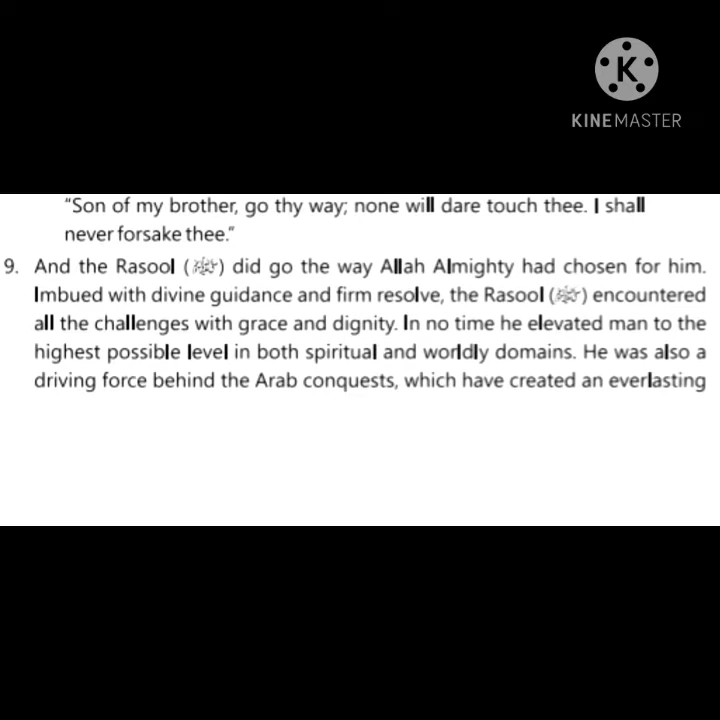 K
KINEMASTER
"Son of my brother, go thy way; none will dare touch thee. I shall
never forsake thee."
9. And the Rasool (ﷺ) did go the way Allah Almighty had chosen for him.
Imbued with divine guidance and firm resolve, the Rasool (ﷺ) encountered
all the challenges with grace and dignity. In no time he elevated man to the
highest possible level in both spiritual and worldly domains. He was also a
driving force behind the Arab conquests, which have created an everlasting